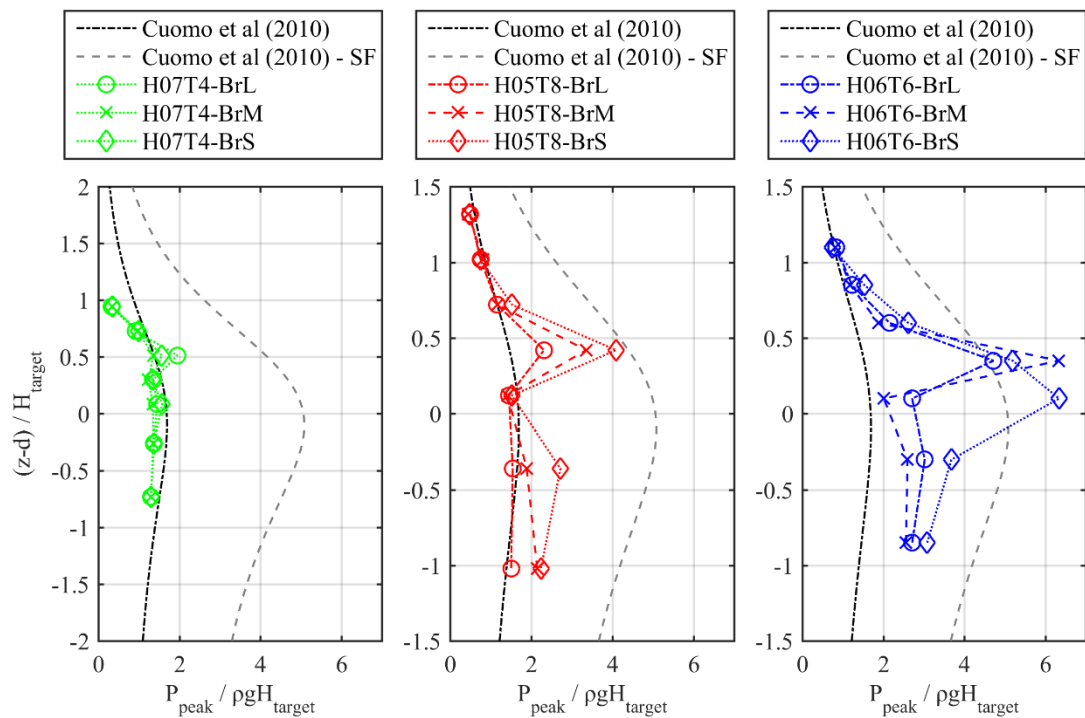 Cuomo et al (2010)
Cuomo et al (2010) - SF
H07T4-BrL
H07T4-BrM
H07T4-BrS
Cuomo et al (2010)
Cuomo et al (2010) - SF
H05T8-BrL
H05T8-BrM
H05T8-BrS
Cuomo et al (2010)
Cuomo et al (2010) - SF
H06T6-BrL
H06T6-BrM
H06T6-BrS
(z-d) / H_target
2
1.5
1
0.5
0
-0.5
-1
-1.5
-2
0 2 4 6
P_peak / ρgH_target
1.5
1
0.5
0
-0.5
-1
-1.5
0 2 4 6
P_peak / ρgH_target
1.5
1
0.5
0
-0.5
-1
-1.5
0 2 4 6
P_peak / ρgH_target